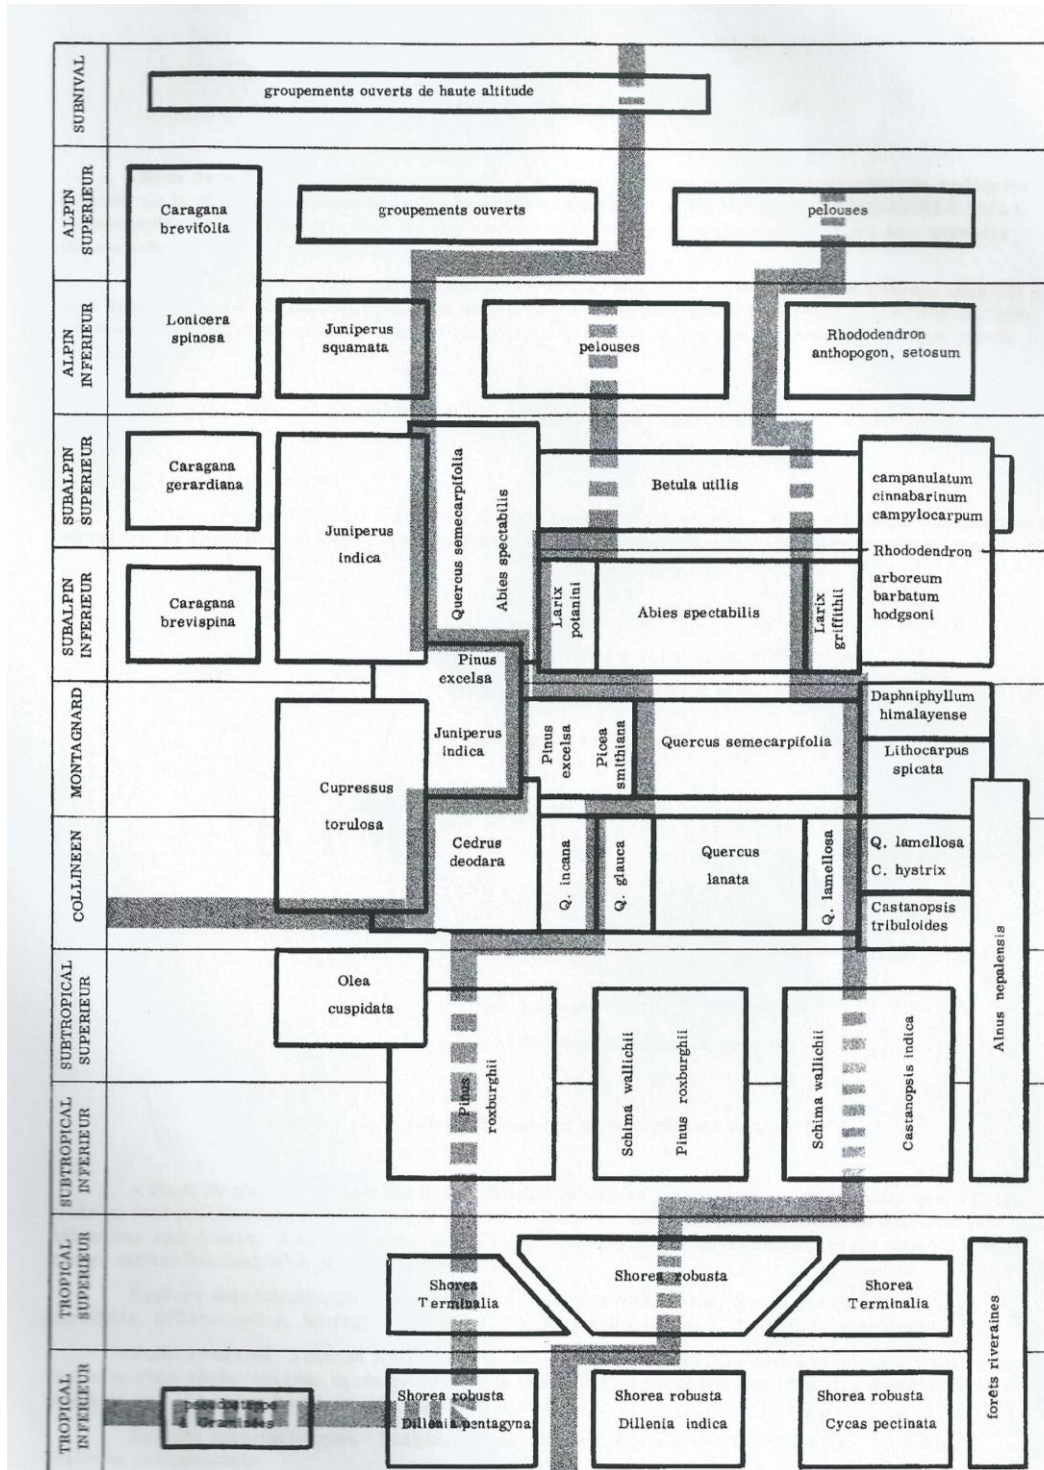 SUBNIVAL
groupements ouverts de haute altitude
ALPIN
SUPERIEUR
Caragana
brevifolia
Lonicera
spinosa
groupements ouverts
pelouses
ALPIN
INFERIEUR
Juniperus
squamata
pelouses
Rhododendron
anthopogon, setosum
SUBALPIN
SUPERIEUR
Caragana
gerardiana
Juniperus
indica
Quercus semecarpifolia
Abies spectabilis
Betula utilis
campanulatum
cinnabarinum
campylocarpum
Rhododendron
arboreum
barbatum
hodgsoni
SUBALPIN
INFERIEUR
Caragana
brevispina
Larix
potanini
Abies spectabilis
Larix
griffithii
Pinus
excelsa
Juniperus
indica
MONTAGNARD
Cupressus
torulosa
Pinus
excelsa
Picea
smithiana
Quercus semecarpifolia
Daphniphyllum
himalayense
Lithocarpus
spicata
COLLINEEN
Cedrus
deodara
Q. incana
Q. glauca
Quercus
lanata
Q. lamellosa
Q. lamellosa
C. hystrix
Castanopsis
tribuloides
Alnus nepalensis
SUBTROPICAL
SUPERIEUR
Olea
cuspidata
Pinus
roxburghii
Schima wallichii
Pinus roxburghii
Schima wallichii
Castanopsis indica
SUBTROPICAL
INFERIEUR
TROPICAL
SUPERIEUR
Shorea
Terminalia
Shorea robusta
Shorea
Terminalia
forêts riveraines
TROPICAL
INFERIEUR
pseudosteppe
à Graminées
Shorea robusta
Dillenia pentagyna
Shorea robusta
Dillenia indica
Shorea robusta
Cycas pectinata